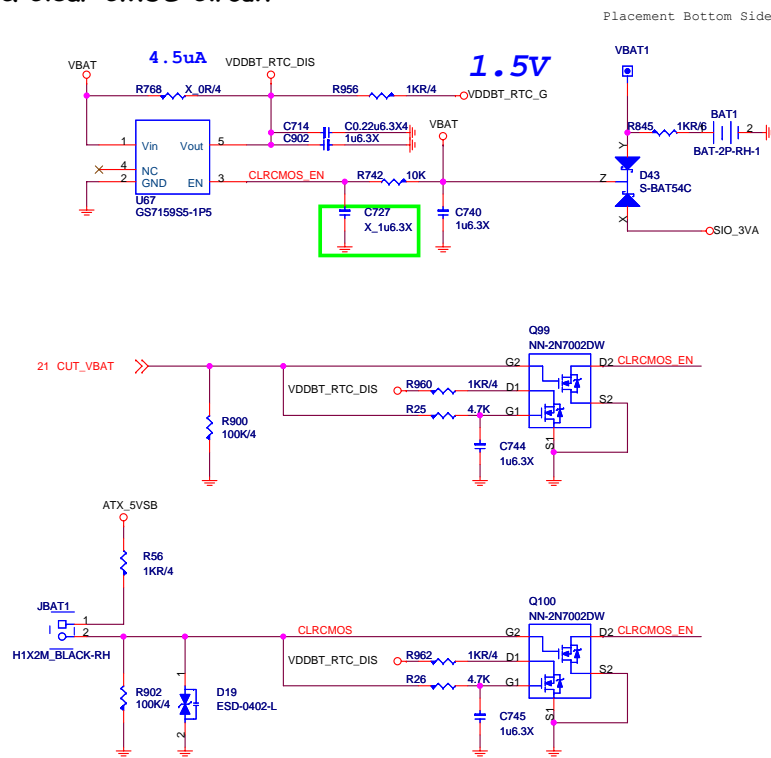 Placement Bottom Side
4.5uA
1.5V
VBAT
VDDBT_RTC_DIS
VBAT1
R768
X_0R/4
R956
1KR/4
VDDBT_RTC_G
C714
C0.22u6.3X4
C902
1u6.3X
VBAT
R845
1KR/6
BAT1
1
2
BAT-2P-RH-1
1
Vin
Vout
5
4
NC
2
GND
EN
3
CLRCMOS_EN
R742
10K
Z
Y
X
D43
S-BAT54C
U67
GS7159S5-1P5
C727
X_1u6.3X
C740
1u6.3X
SIO_3VA
Q99
NN-2N7002DW
21 CUT_VBAT
G2
D2
CLRCMOS_EN
VDDBT_RTC_DIS
R960
1KR/4
D1
S2
R25
4.7K
G1
R900
100K/4
C744
1u6.3X
S1
ATX_5VSB
R56
1KR/4
JBAT1
1
2
H1X2M_BLACK-RH
Q100
NN-2N7002DW
CLRCMOS
G2
D2
CLRCMOS_EN
VDDBT_RTC_DIS
R962
1KR/4
D1
S2
R26
4.7K
G1
R902
100K/4
1
2
D19
ESD-0402-L
C745
1u6.3X
S1